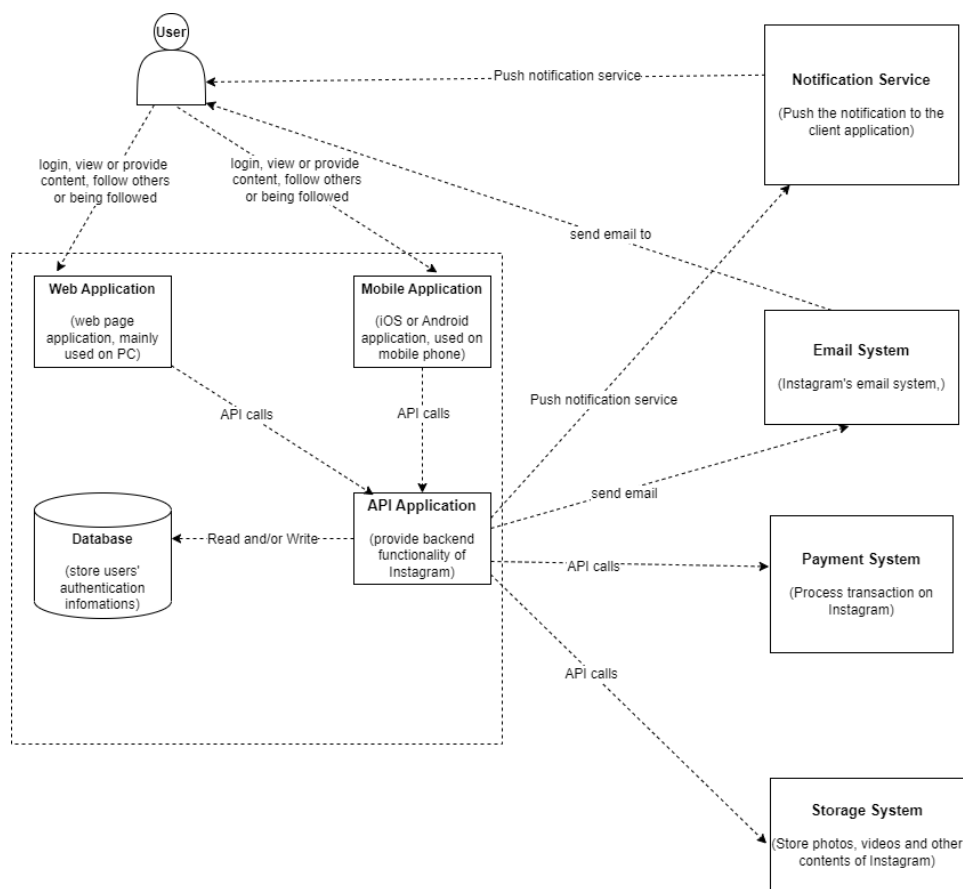 User
Push notification service
Notification Service
(Push the notification to the
client application)
login, view or provide
content, follow others
or being followed
login, view or provide
content, follow others
or being followed
send email to
Web Application
(web page
application, mainly
used on PC)
Mobile Application
(iOS or Android
application, used on
mobile phone)
Email System
(Instagram's email system,)
Push notification service
API calls
API calls
send email
API Application
(provide backend
functionality of
Instagram)
Database
(store users'
authentication
infomations)
Read and/or Write
API calls
Payment System
(Process transaction on
Instagram)
API calls
Storage System
(Store photos, videos and other
contents of Instagram)